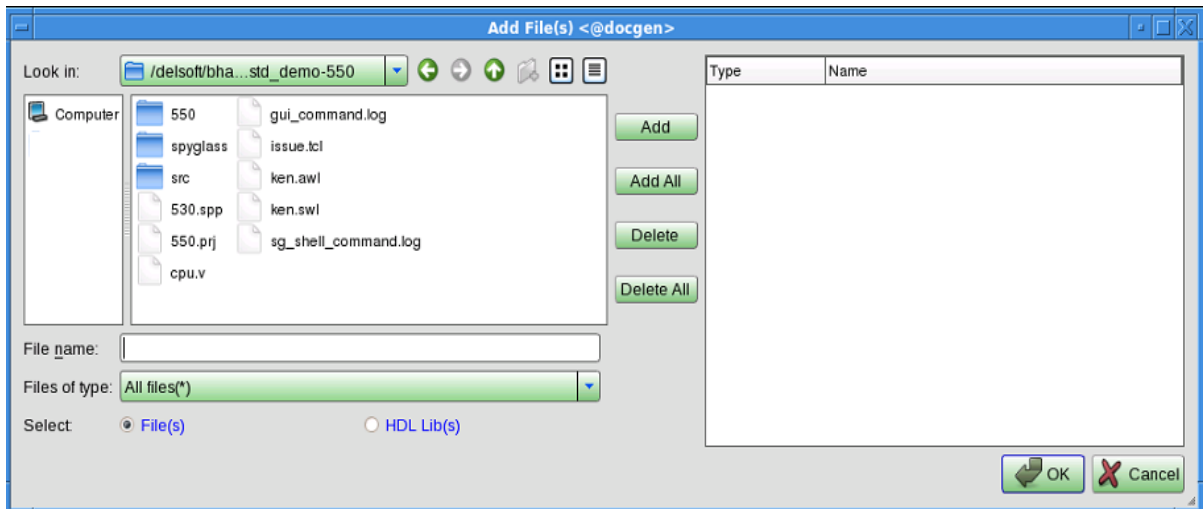 Add File(s) <@docgen>
Look in: /delsoft/bha...std_demo-550
Type Name
Computer
550 gui_command.log
spyglass issue.tcl
src ken.awl
530.spp ken.swl
550.prj sg_shell_command.log
cpu.v
Add
Add All
Delete
Delete All
File name:
Files of type: All files(*)
Select: File(s) HDL Lib(s)
OK Cancel